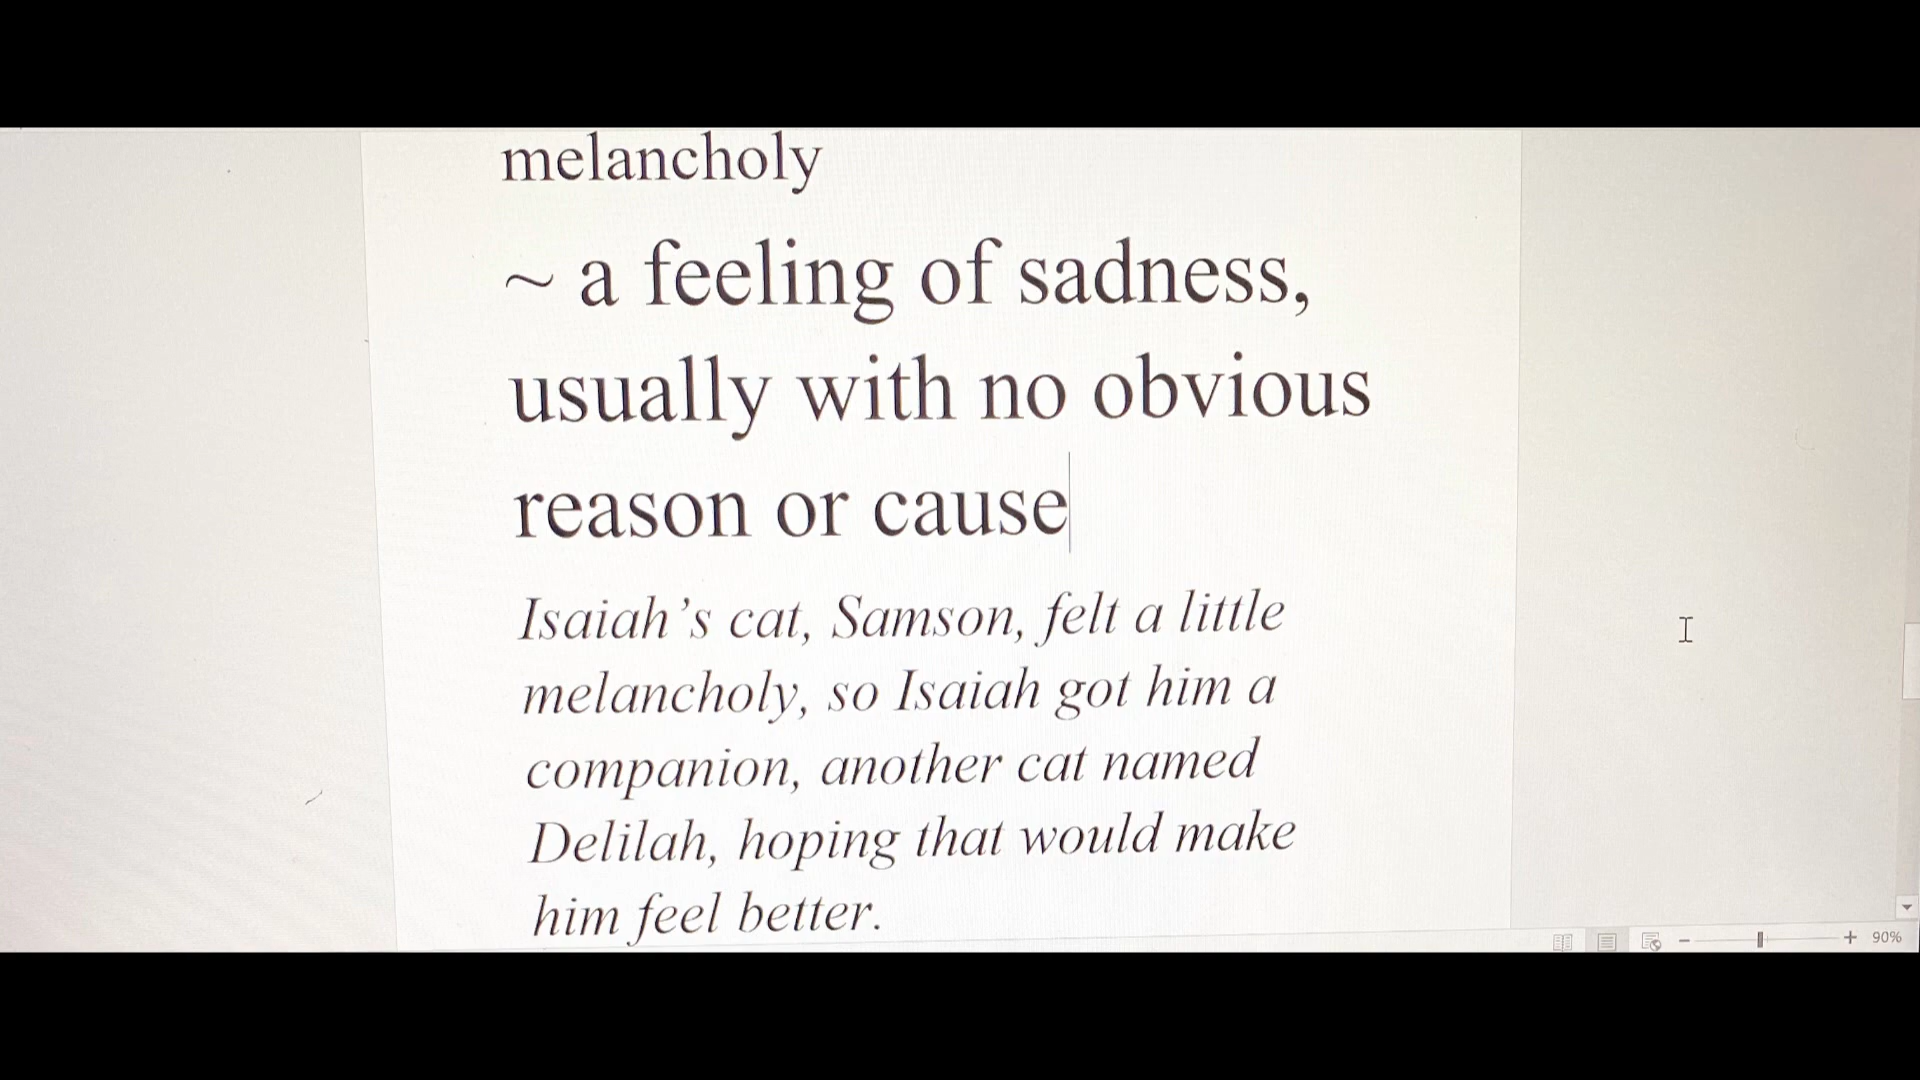 melancholy
~ a feeling of sadness,
usually with no obvious
reason or cause
Isaiah’s cat, Samson, felt a little
melancholy, so Isaiah got him a
companion, another cat named
Delilah, hoping that would make
him feel better.
90%